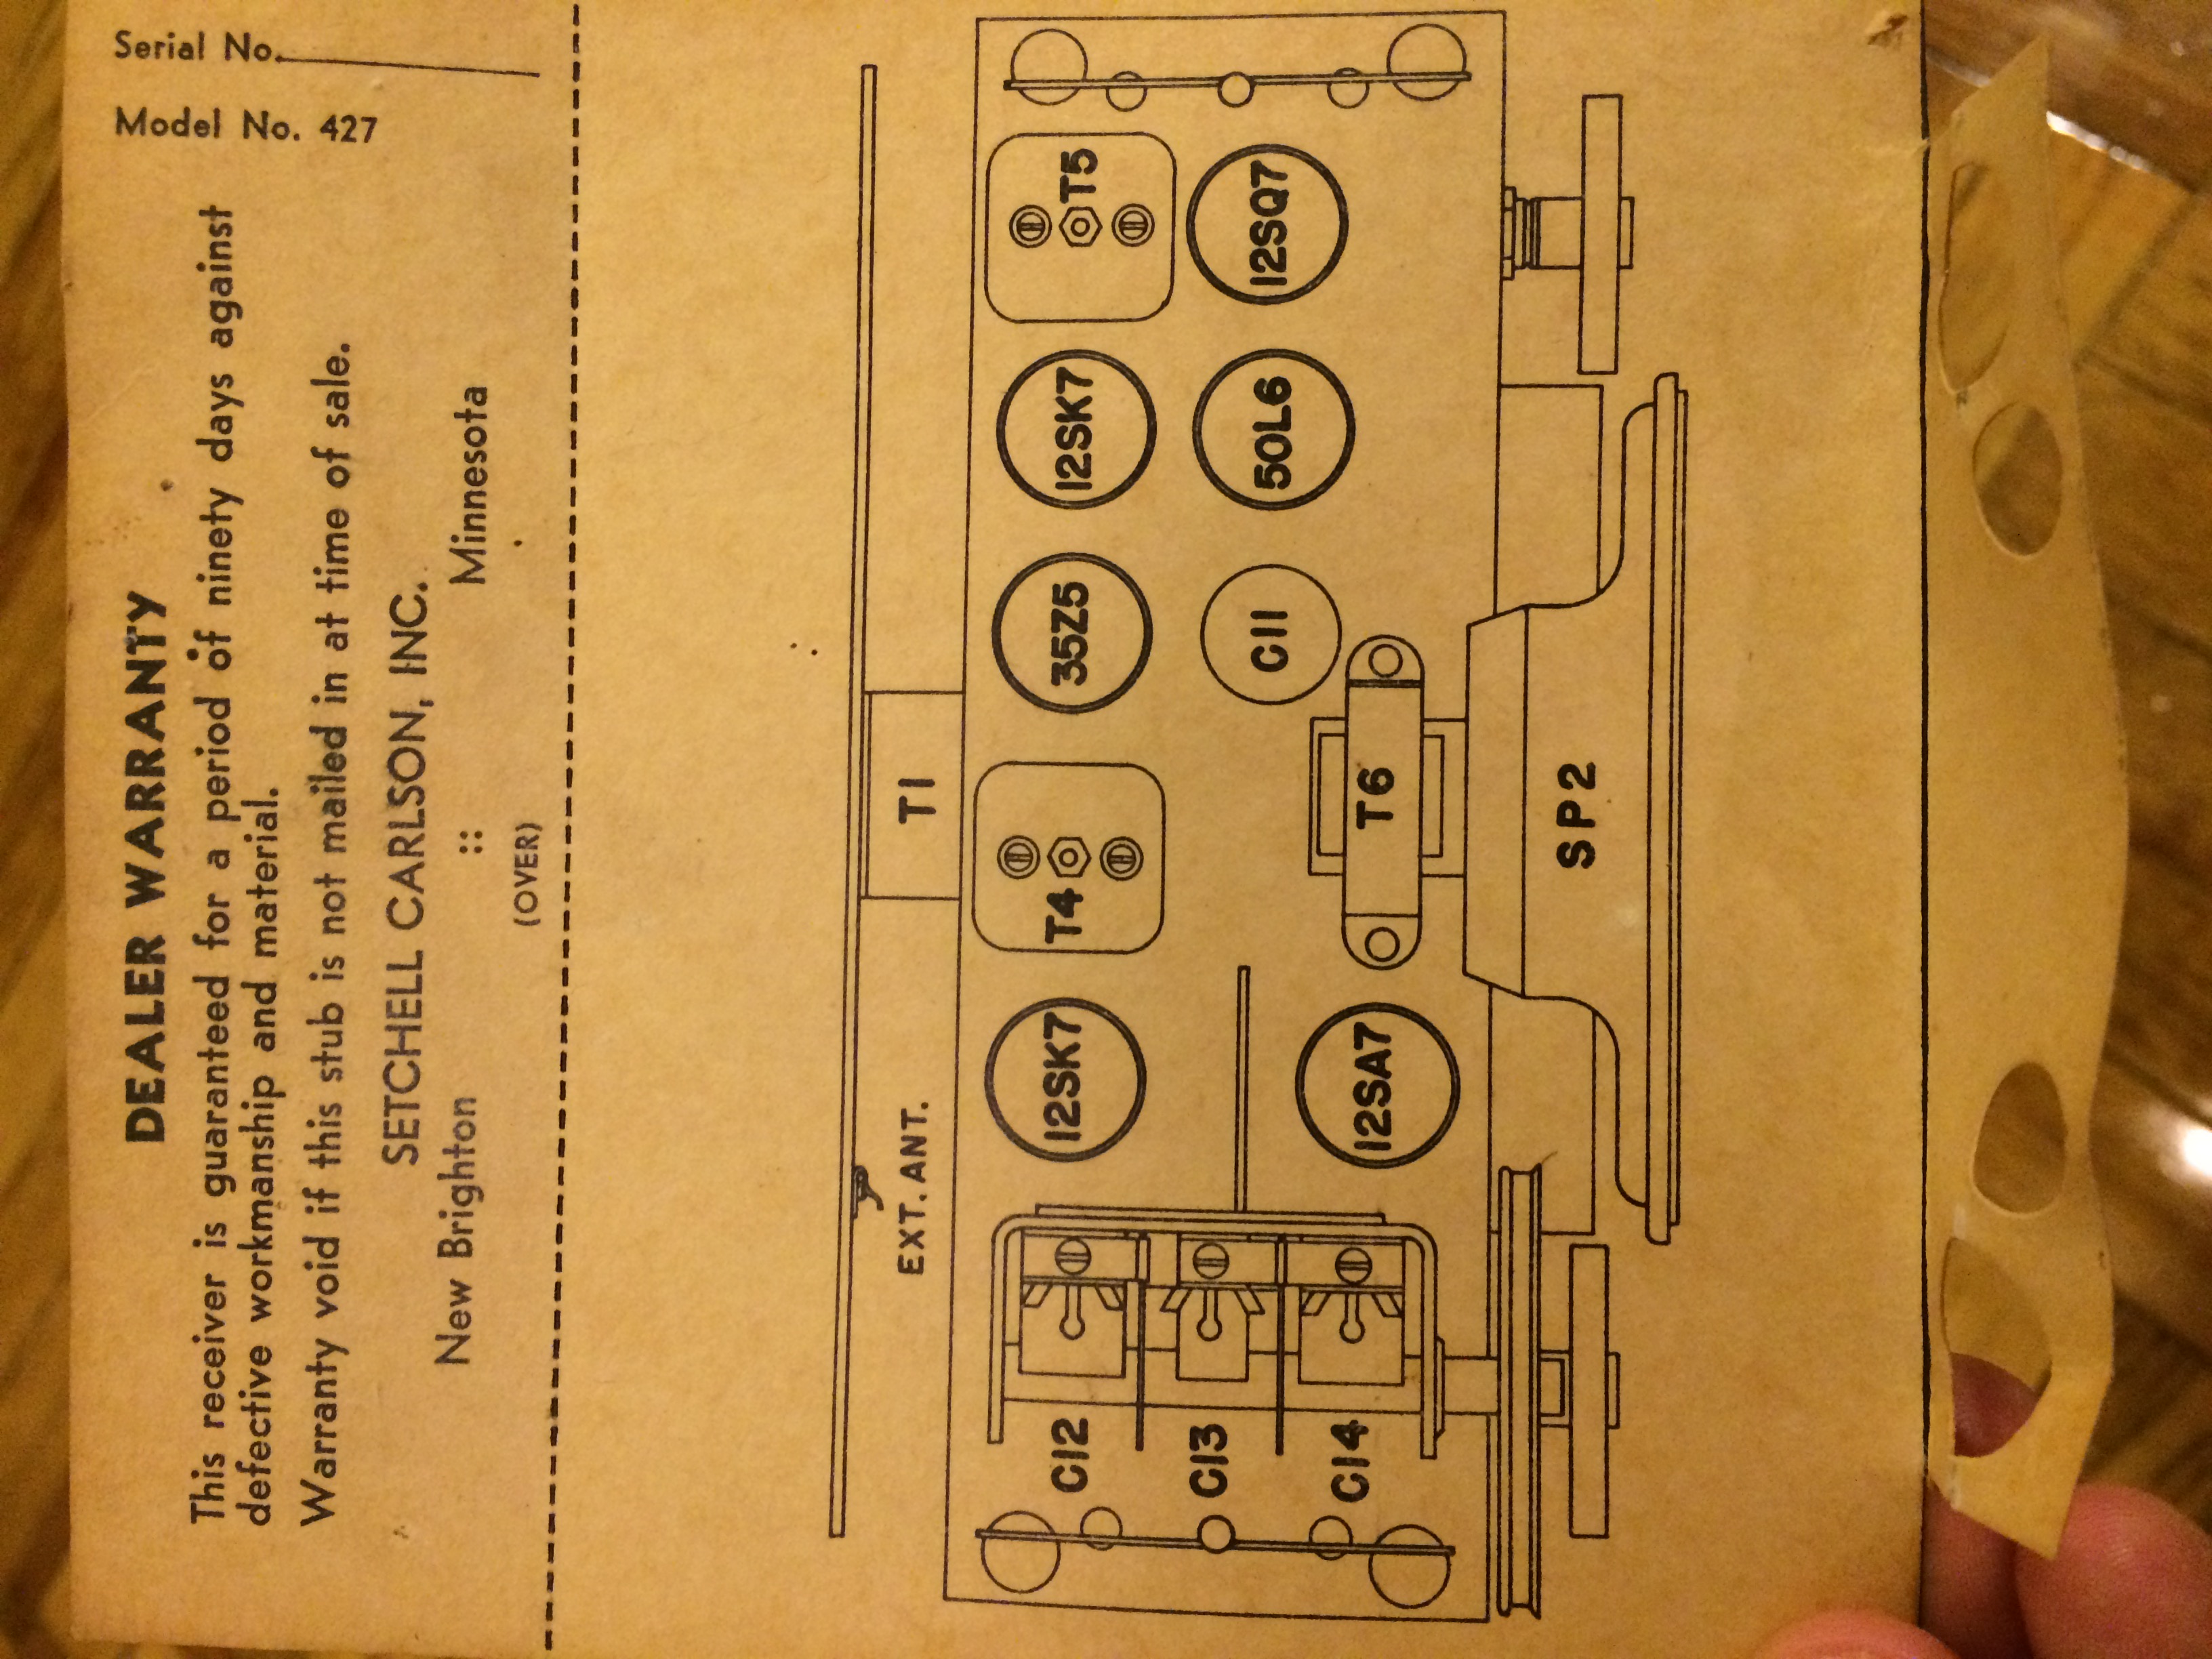 DEALER WARRANTY
This receiver is guaranteed for a period of ninety days against
defective workmanship and material.
Warranty void if this stub is not mailed in at time of sale.
SETCHELL CARLSON, INC.
New Brighton :: Minnesota
(OVER)
Serial No.
Model No. 427
EXT. ANT.
T1
C12
12SK7
T4
35Z5
12SK7
T5
C13
C11
50L6
12SQ7
C14
12SA7
T6
SP2